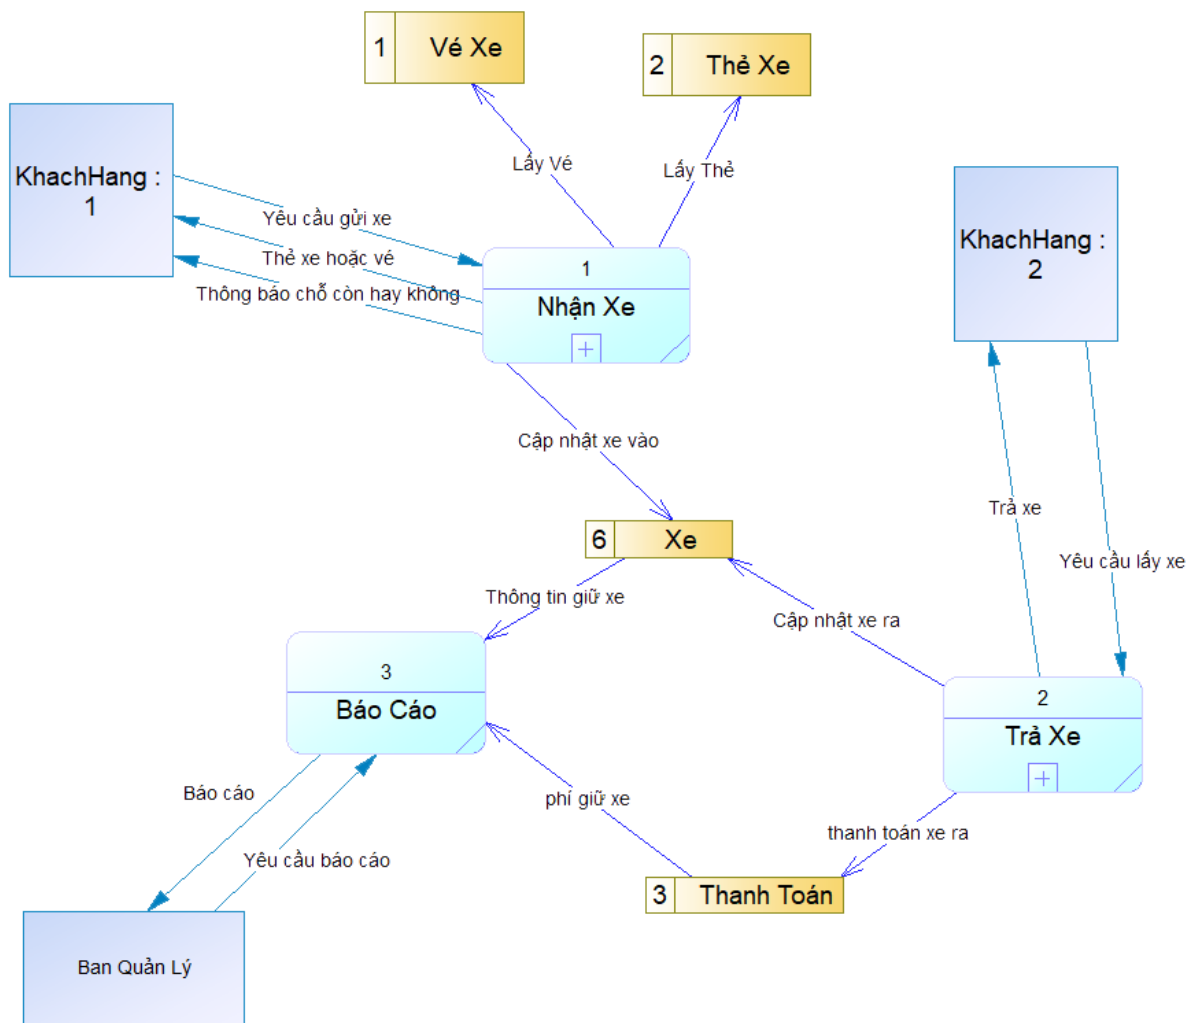 1 Vé Xe
2 Thẻ Xe
Lấy Vé
Lấy Thẻ
KhachHang :
1
Yêu cầu gửi xe
Thẻ xe hoặc vé
Thông báo chỗ còn hay không
1
Nhận Xe
KhachHang :
2
Cập nhật xe vào
Trả xe
Yêu cầu lấy xe
6 Xe
Thông tin giữ xe
Cập nhật xe ra
3
Báo Cáo
2
Trả Xe
Báo cáo
phí giữ xe
thanh toán xe ra
Yêu cầu báo cáo
3 Thanh Toán
Ban Quản Lý